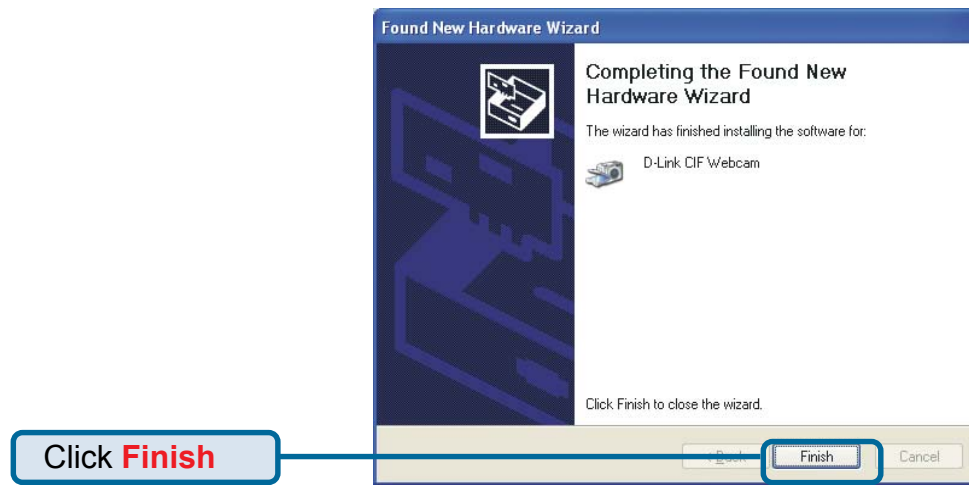 Found New Hardware Wizard
Completing the Found New
Hardware Wizard
The wizard has finished installing the software for:
D-Link CIF Webcam
Click Finish to close the wizard.
Click Finish
< Back Finish Cancel